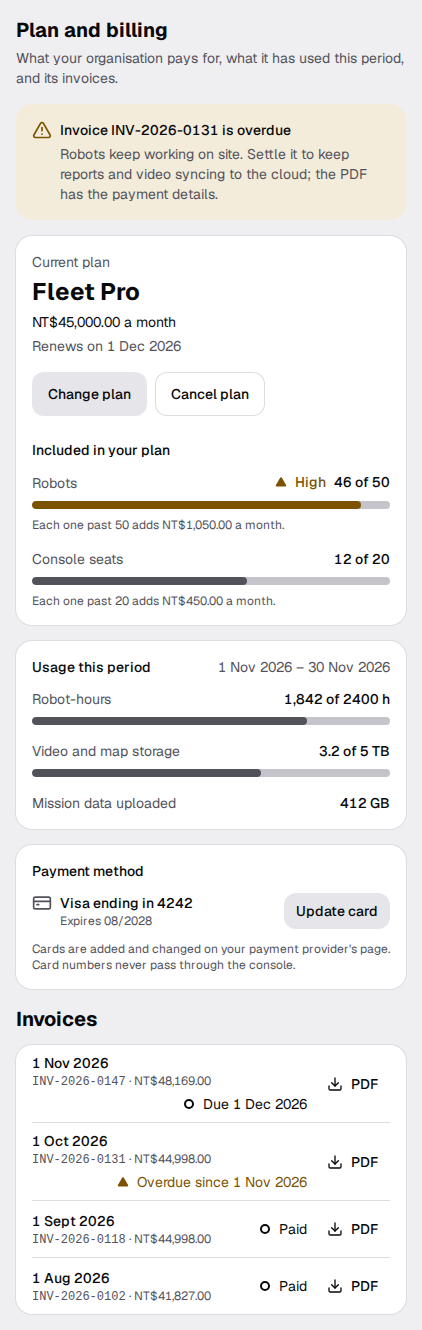 Plan and billing
What your organisation pays for, what it has used this period,
and its invoices.
Invoice INV-2026-0131 is overdue
Robots keep working on site. Settle it to keep
reports and video syncing to the cloud; the PDF
has the payment details.
Current plan
Fleet Pro
NT$45,000.00 a month
Renews on 1 Dec 2026
Change plan Cancel plan
Included in your plan
Robots High 46 of 50
Each one past 50 adds NT$1,050.00 a month.
Console seats 12 of 20
Each one past 20 adds NT$450.00 a month.
Usage this period 1 Nov 2026 – 30 Nov 2026
Robot-hours 1,842 of 2400 h
Video and map storage 3.2 of 5 TB
Mission data uploaded 412 GB
Payment method
Visa ending in 4242
Expires 08/2028
Update card
Cards are added and changed on your payment provider's page.
Card numbers never pass through the console.
Invoices
1 Nov 2026
INV-2026-0147 · NT$48,169.00
Due 1 Dec 2026
PDF
1 Oct 2026
INV-2026-0131 · NT$44,998.00
Overdue since 1 Nov 2026
PDF
1 Sept 2026
INV-2026-0118 · NT$44,998.00
Paid PDF
1 Aug 2026
INV-2026-0102 · NT$41,827.00
Paid PDF